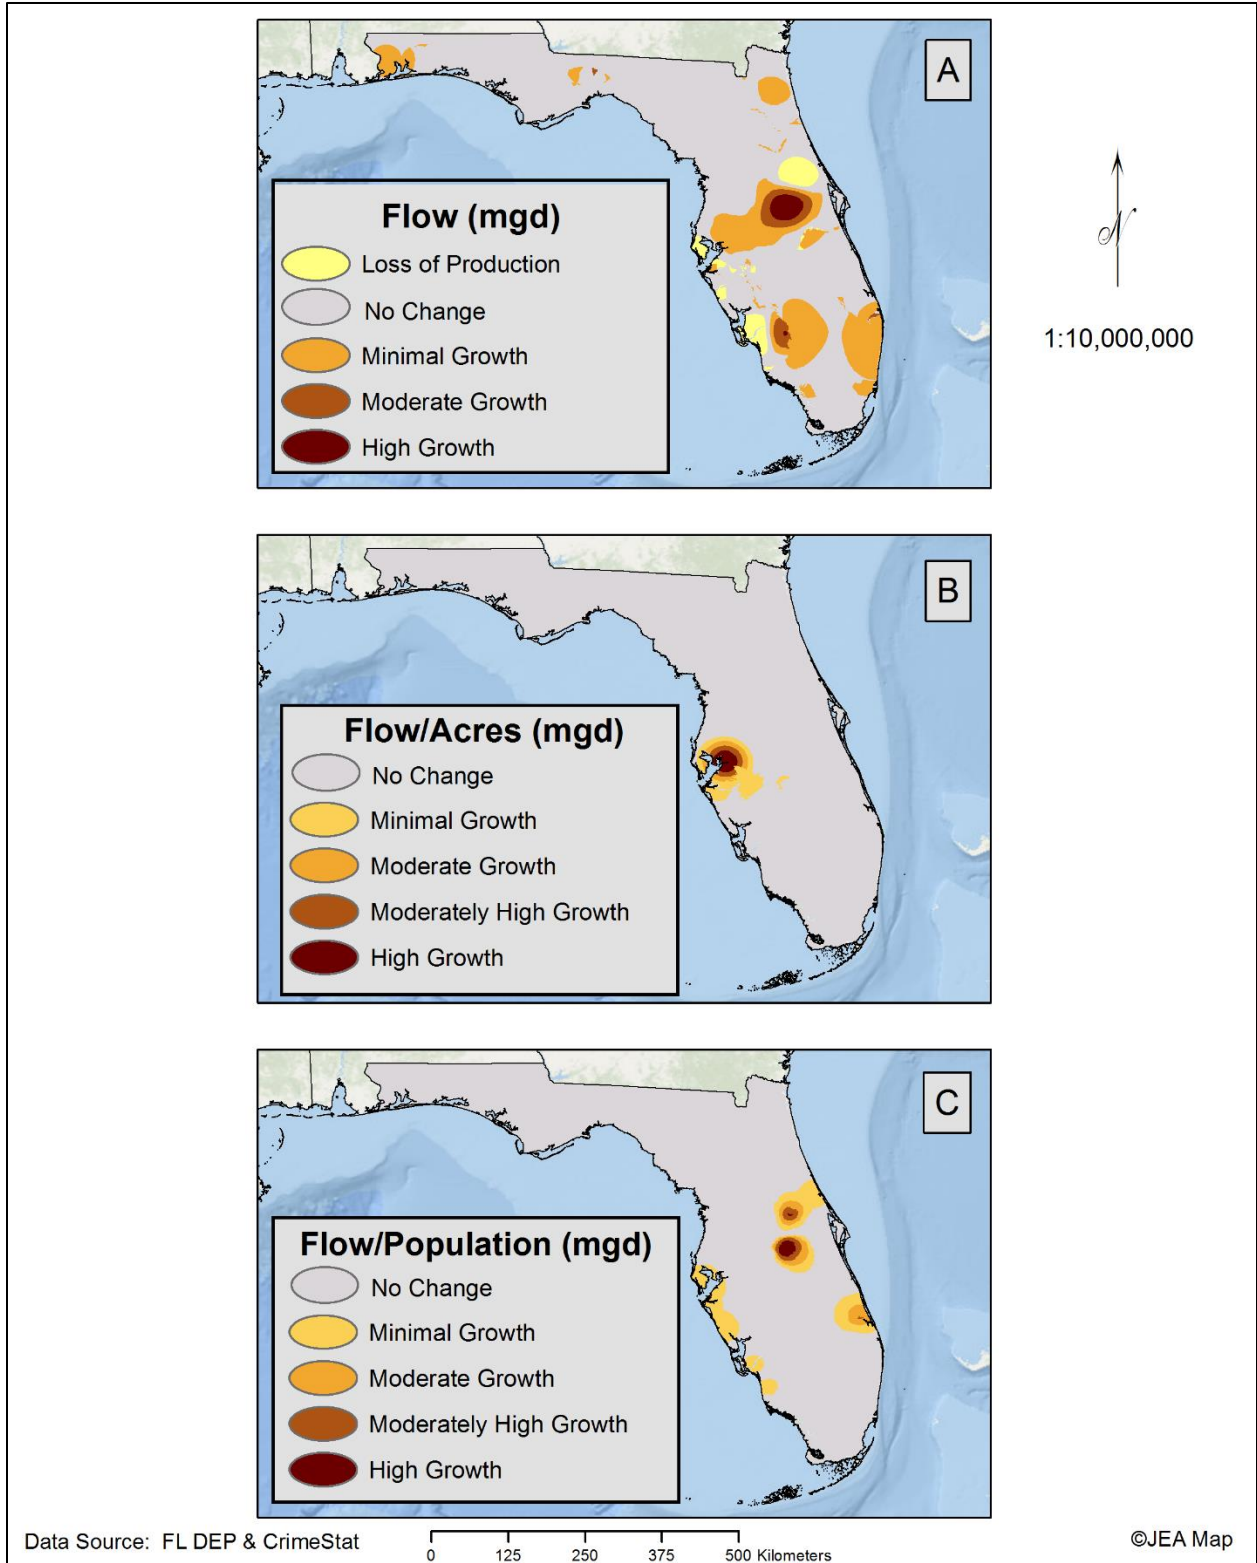 A
Flow (mgd)
Loss of Production
No Change
Minimal Growth
Moderate Growth
High Growth
N
1:10,000,000
B
Flow/Acres (mgd)
No Change
Minimal Growth
Moderate Growth
Moderately High Growth
High Growth
C
Flow/Population (mgd)
No Change
Minimal Growth
Moderate Growth
Moderately High Growth
High Growth
Data Source: FL DEP & CrimeStat
0 125 250 375 500 Kilometers
©JEA Map